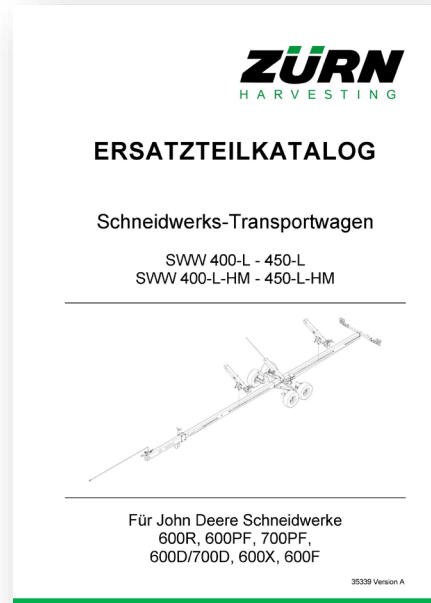 ZÜRN
HARVESTING
ERSATZTEILKATALOG
Schneidwerks-Transportwagen
SWW 400-L - 450-L
SWW 400-L-HM - 450-L-HM
Für John Deere Schneidwerke
600R, 600PF, 700PF,
600D/700D, 600X, 600F
35339 Version A